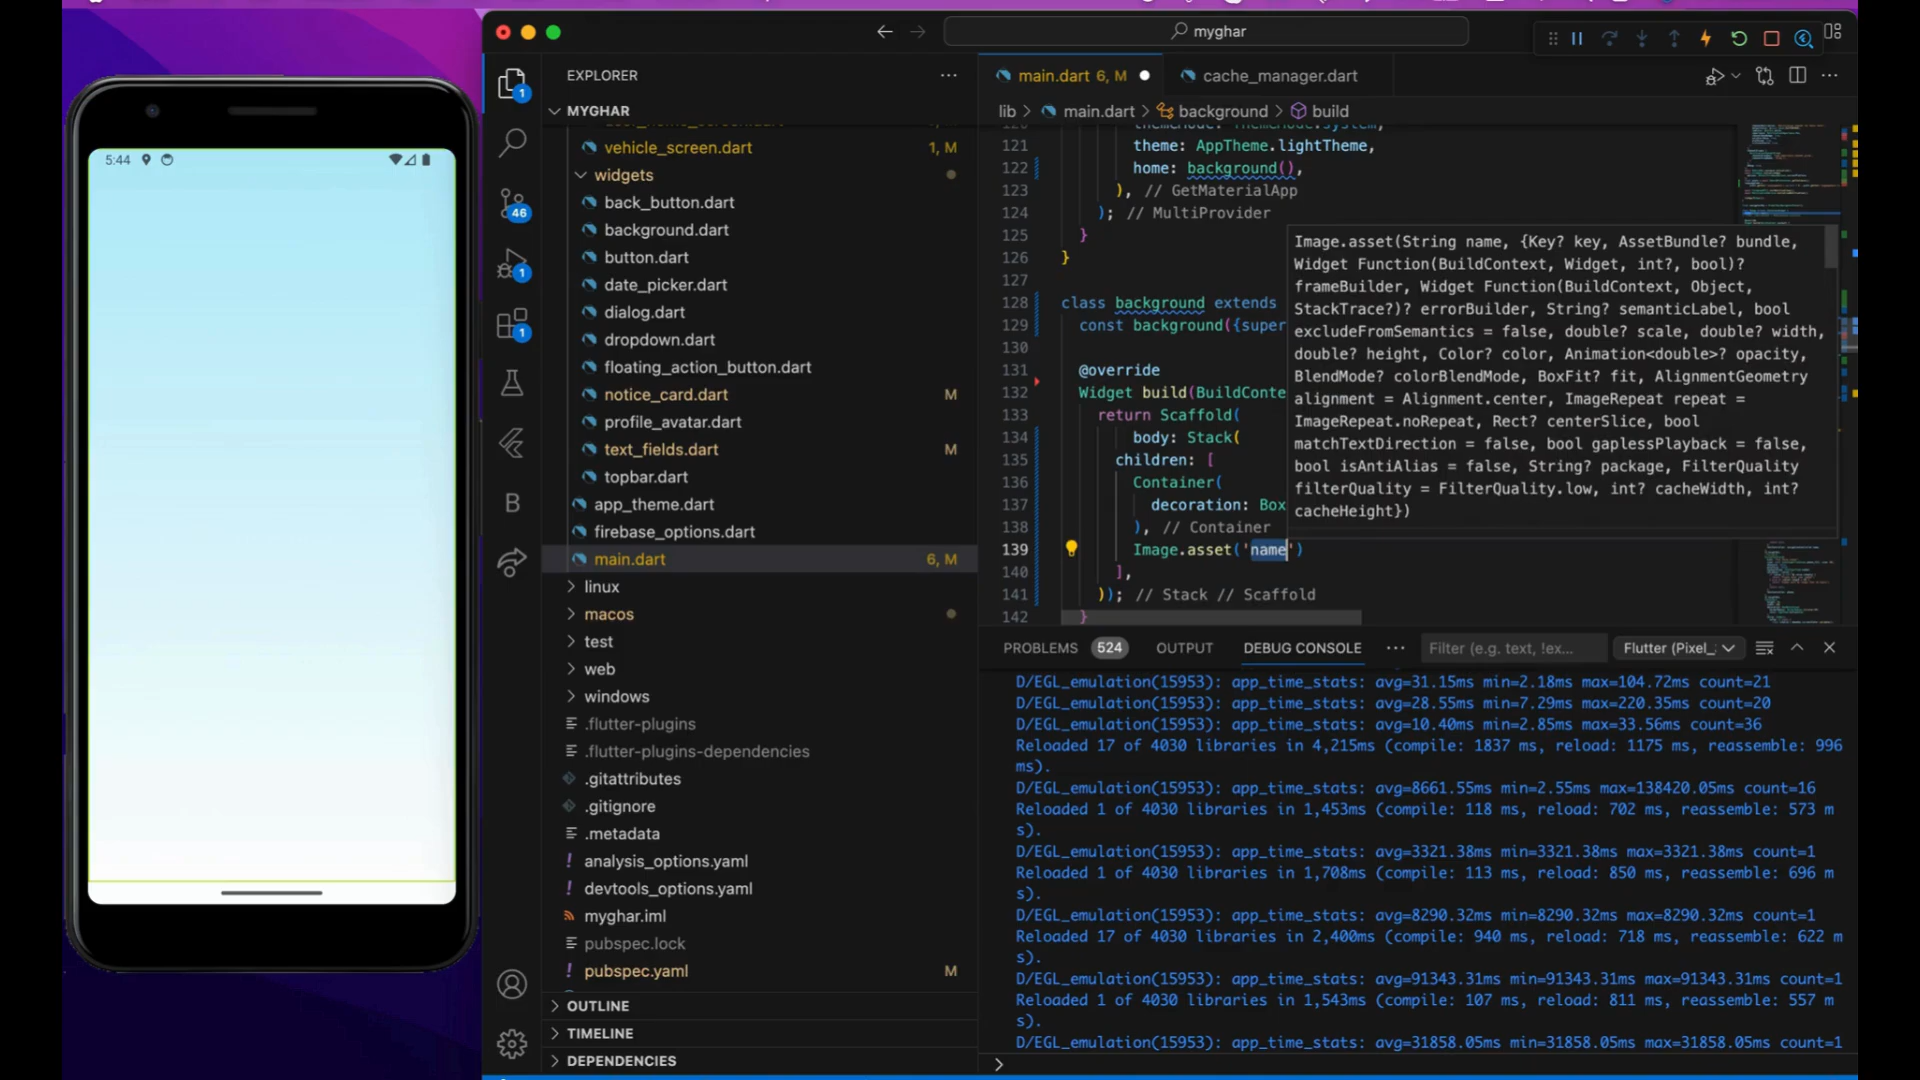 5:44
myghar
EXPLORER
MYGHAR
vehicle_screen.dart 1, M
widgets
back_button.dart
background.dart
button.dart
date_picker.dart
dialog.dart
dropdown.dart
floating_action_button.dart
notice_card.dart M
profile_avatar.dart
text_fields.dart M
topbar.dart
app_theme.dart
firebase_options.dart
main.dart 6, M
linux
macos
test
web
windows
.flutter-plugins
.flutter-plugins-dependencies
.gitattributes
.gitignore
.metadata
analysis_options.yaml
devtools_options.yaml
myghar.iml
pubspec.lock
pubspec.yaml M
OUTLINE
TIMELINE
DEPENDENCIES
1
46
1
1
B
main.dart 6, M
cache_manager.dart
lib > main.dart > background > build
121 theme: AppTheme.lightTheme,
122 home: background(),
123 ), // GetMaterialApp
124 ); // MultiProvider
125 }
126 }
127
128 class background extends
129 const background({super
130
131 @override
132 Widget build(BuildConte
133 return Scaffold(
134 body: Stack(
135 children: [
136 Container(
137 decoration: Box
138 ), // Container
139 Image.asset('name')
140 ],
141 )); // Stack // Scaffold
142 }
Image.asset(String name, {Key? key, AssetBundle? bundle,
Widget Function(BuildContext, Widget, int?, bool)?
frameBuilder, Widget Function(BuildContext, Object,
StackTrace?)? errorBuilder, String? semanticLabel, bool
excludeFromSemantics = false, double? scale, double? width,
double? height, Color? color, Animation<double>? opacity,
BlendMode? colorBlendMode, BoxFit? fit, AlignmentGeometry
alignment = Alignment.center, ImageRepeat repeat =
ImageRepeat.noRepeat, Rect? centerSlice, bool
matchTextDirection = false, bool gaplessPlayback = false,
bool isAntiAlias = false, String? package, FilterQuality
filterQuality = FilterQuality.low, int? cacheWidth, int?
cacheHeight})
PROBLEMS 524 OUTPUT DEBUG CONSOLE Filter (e.g. text, !ex... Flutter (Pixel_
D/EGL_emulation(15953): app_time_stats: avg=31.15ms min=2.18ms max=104.72ms count=21
D/EGL_emulation(15953): app_time_stats: avg=28.55ms min=7.29ms max=220.35ms count=20
D/EGL_emulation(15953): app_time_stats: avg=10.40ms min=2.85ms max=33.56ms count=36
Reloaded 17 of 4030 libraries in 4,215ms (compile: 1837 ms, reload: 1175 ms, reassemble: 996
ms).
D/EGL_emulation(15953): app_time_stats: avg=8661.55ms min=2.55ms max=138420.05ms count=16
Reloaded 1 of 4030 libraries in 1,453ms (compile: 118 ms, reload: 702 ms, reassemble: 573 m
s).
D/EGL_emulation(15953): app_time_stats: avg=3321.38ms min=3321.38ms max=3321.38ms count=1
Reloaded 1 of 4030 libraries in 1,708ms (compile: 113 ms, reload: 850 ms, reassemble: 696 m
s).
D/EGL_emulation(15953): app_time_stats: avg=8290.32ms min=8290.32ms max=8290.32ms count=1
Reloaded 17 of 4030 libraries in 2,400ms (compile: 940 ms, reload: 718 ms, reassemble: 622 m
s).
D/EGL_emulation(15953): app_time_stats: avg=91343.31ms min=91343.31ms max=91343.31ms count=1
Reloaded 1 of 4030 libraries in 1,543ms (compile: 107 ms, reload: 811 ms, reassemble: 557 m
s).
D/EGL_emulation(15953): app_time_stats: avg=31858.05ms min=31858.05ms max=31858.05ms count=1